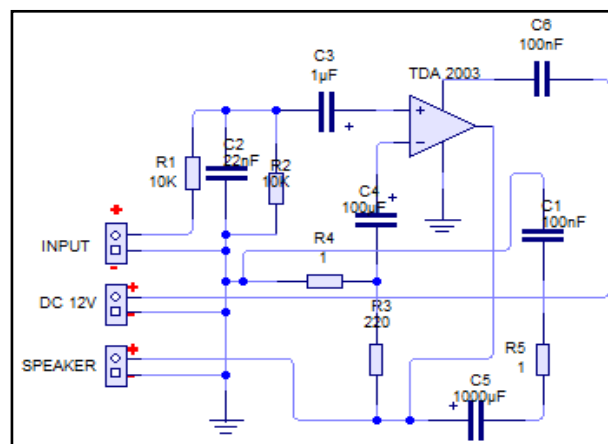 C6
100nF
C3
1µF
TDA 2003
C2
22nF
R2
10K
R1
10K
C4
100µF
C1
100nF
INPUT
R4
1
DC 12V
R3
220
SPEAKER
R5
1
C5
1000µF